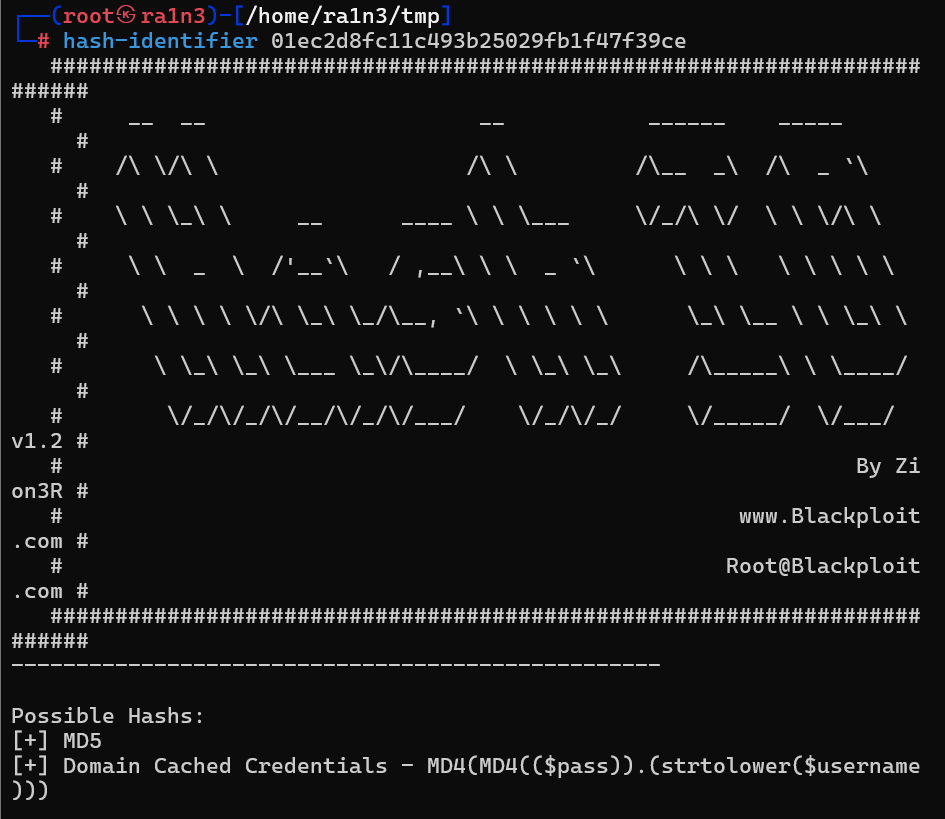 ┌──(root㉿ra1n3)-[/home/ra1n3/tmp]
└─# hash-identifier 01ec2d8fc11c493b25029fb1f47f39ce
   ###################################################################
######
   #     __  __                     __           ______    _____
     #
   #    /\ \/\ \                   /\ \         /\__  _\  /\  _ `\
     #
   #    \ \ \_\ \     __      ____ \ \ \___     \/_/\ \/  \ \ \/\ \
     #
   #     \ \  _  \  /'__`\   / ,__\ \ \  _ `\      \ \ \   \ \ \ \ \
     #
   #      \ \ \ \ \/\ \_\ \_/\__, `\ \ \ \ \ \      \_\ \__ \ \ \_\ \
     #
   #       \ \_\ \_\ \___ \_\/\____/  \ \_\ \_\     /\_____\ \ \____/
     #
   #        \/_/\/_/\/__/\/_/\/___/    \/_/\/_/     \/_____/  \/___/
v1.2 #
   #                                                             By Zi
on3R #
   #                                                    www.Blackploit
.com #
   #                                                   Root@Blackploit
.com #
   ###################################################################
######
--------------------------------------------------

Possible Hashs:
[+] MD5
[+] Domain Cached Credentials - MD4(MD4(($pass)).(strtolower($username
)))